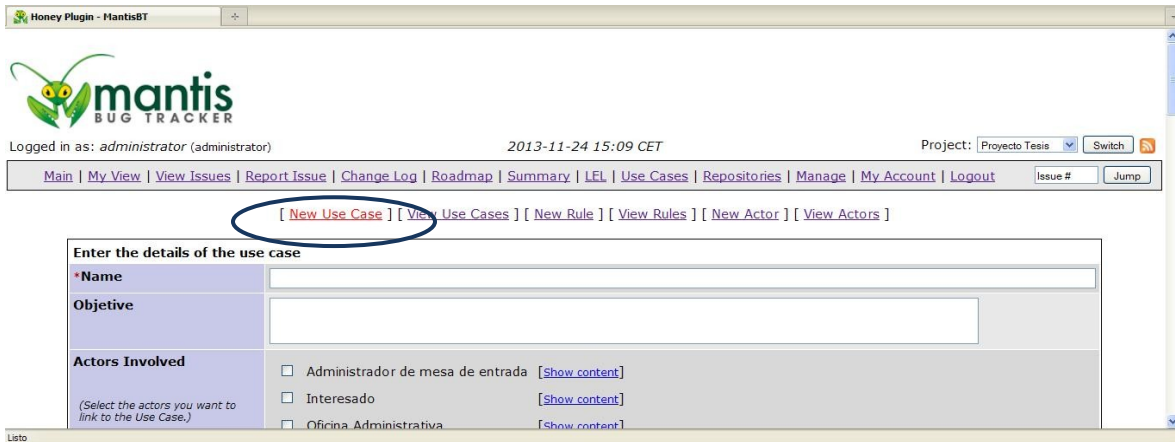 Honey Plugin - MantisBT
mantis
BUG TRACKER
Logged in as: administrator (administrator) 2013-11-24 15:09 CET Project: Proyecto Tesis Switch
Main | My View | View Issues | Report Issue | Change Log | Roadmap | Summary | LEL | Use Cases | Repositories | Manage | My Account | Logout Issue # Jump
[ New Use Case ] [ View Use Cases ] [ New Rule ] [ View Rules ] [ New Actor ] [ View Actors ]
Enter the details of the use case
*Name
Objetive
Actors Involved
Administrador de mesa de entrada [Show content]
Interesado [Show content]
(Select the actors you want to
link to the Use Case.)
Oficina Administrativa [Show content]
Listo